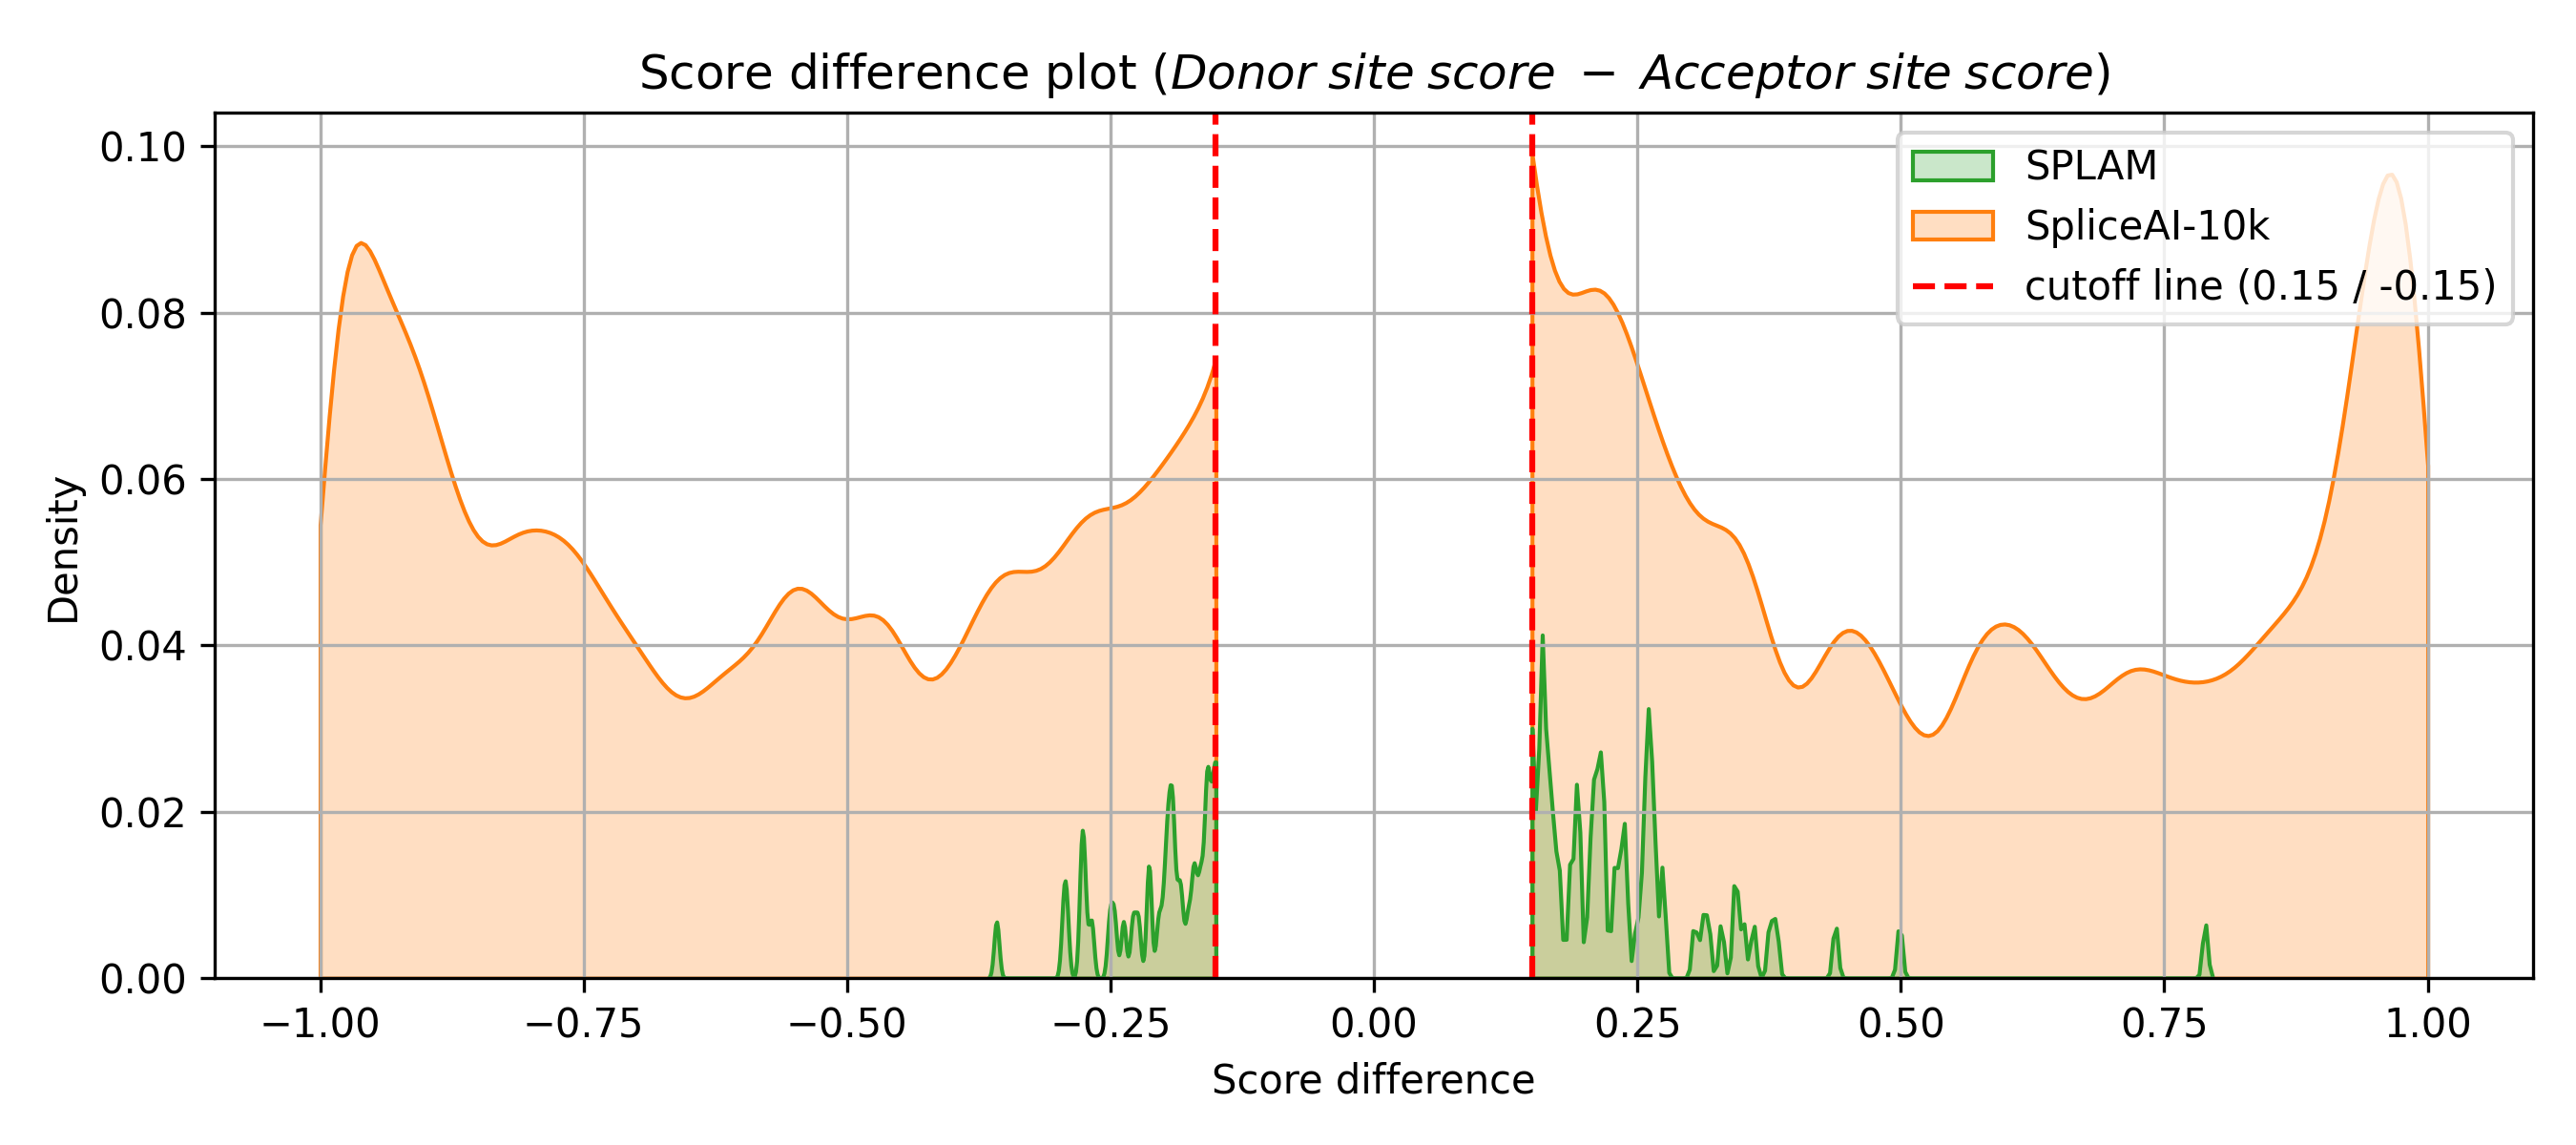 Score difference plot (Donor site score − Acceptor site score)
SPLAM
SpliceAI-10k
cutoff line (0.15 / -0.15)
Density
0.10
0.08
0.06
0.04
0.02
0.00
−1.00 −0.75 −0.50 −0.25 0.00 0.25 0.50 0.75 1.00
Score difference